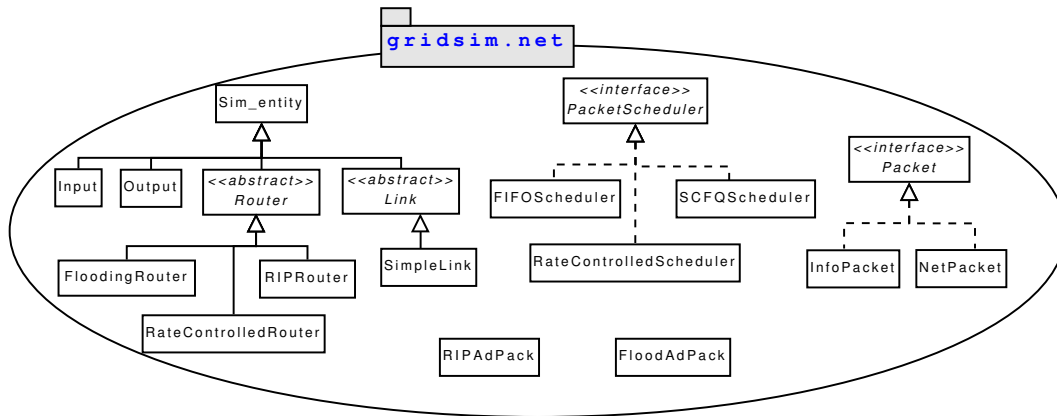 gridsim.net
Sim_entity
<<interface>>
PacketScheduler
<<interface>>
Packet
Input
Output
<<abstract>>
Router
<<abstract>>
Link
FIFOScheduler
SCFQScheduler
FloodingRouter
RIPRouter
SimpleLink
RateControlledScheduler
InfoPacket
NetPacket
RateControlledRouter
RIPAdPack
FloodAdPack